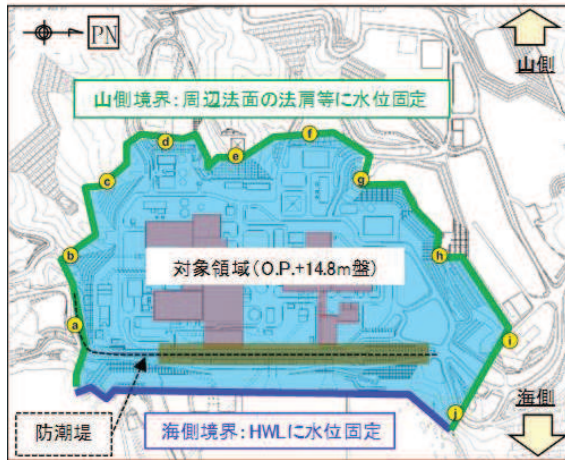 PN
山側
山側境界：周辺法面の法肩等に水位固定
d
f
e
c
g
b
h
対象領域（O.P.+14.8m盤）
a
i
j
海側
防潮堤
海側境界：HWLに水位固定